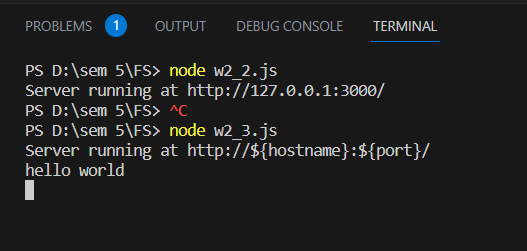 PROBLEMS 1 OUTPUT DEBUG CONSOLE TERMINAL
PS D:\sem 5\FS> node w2_2.js
Server running at http://127.0.0.1:3000/
PS D:\sem 5\FS> ^C
PS D:\sem 5\FS> node w2_3.js
Server running at http://${hostname}:${port}/
hello world